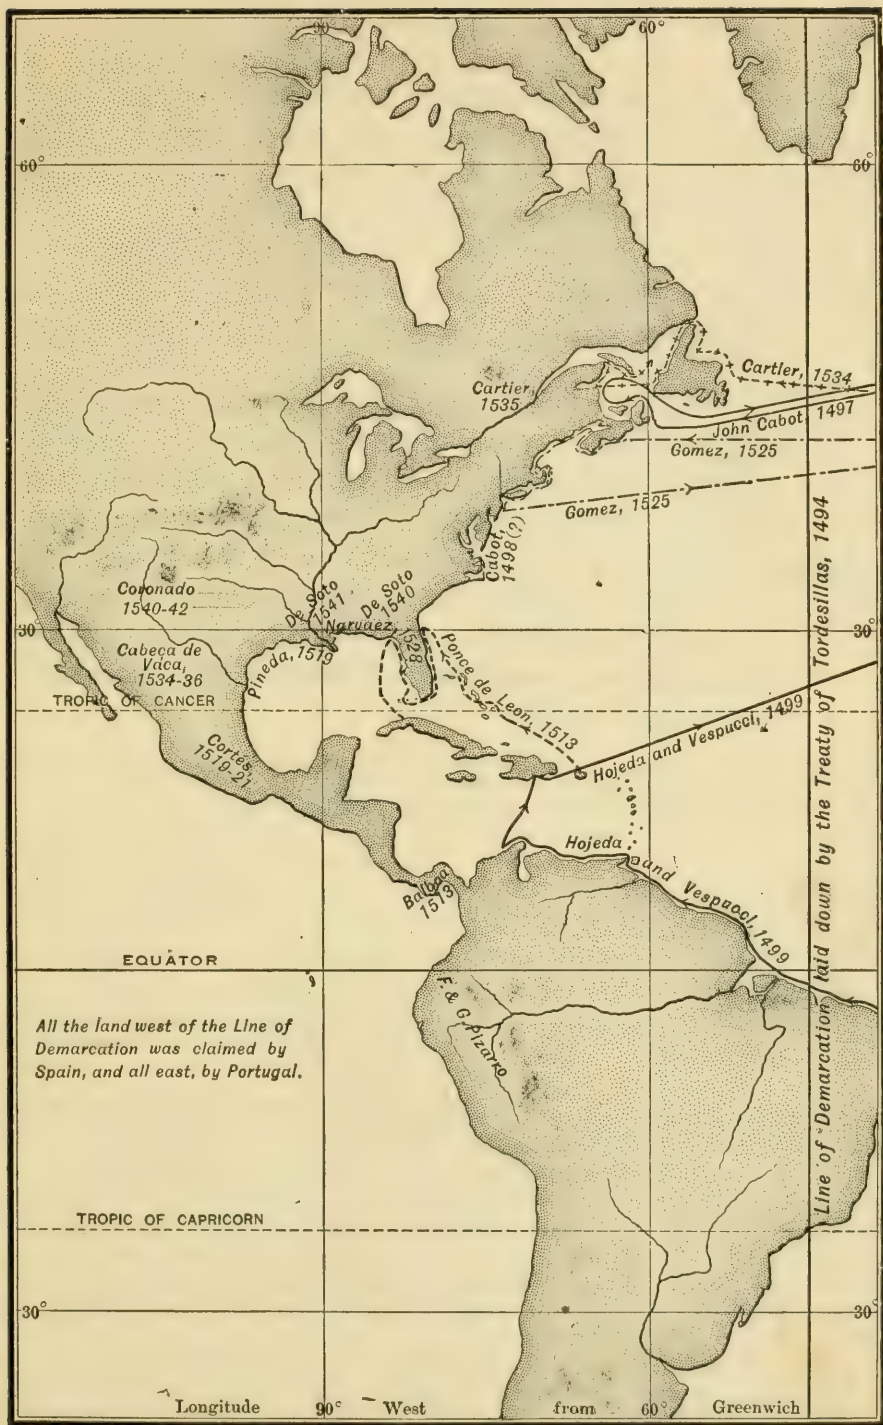 90°
60°
60°
60°
Cartier, 1534
Cartier,
1535
John Cabot, 1497
Gomez, 1525
Gomez, 1525
Cabot,
1498(?)
Line of Demarcation laid down by the Treaty of Tordesillas, 1494
Coronado
1540-42
De Soto
1541
De Soto
1540
30°
Narvaez, 1528
30°
Cabeça de
Vaca,
1534-36
Pineda, 1519
Ponce de Leon, 1513
TROPIC OF CANCER
Hojeda and Vespucci, 1499
Cortes,
1519-21
Hojeda and Vespucci, 1499
Balboa
1513
EQUATOR
F. & G. Pizarro
All the land west of the Line of
Demarcation was claimed by
Spain, and all east, by Portugal.
TROPIC OF CAPRICORN
30°
30°
Longitude 90° West from 60° Greenwich